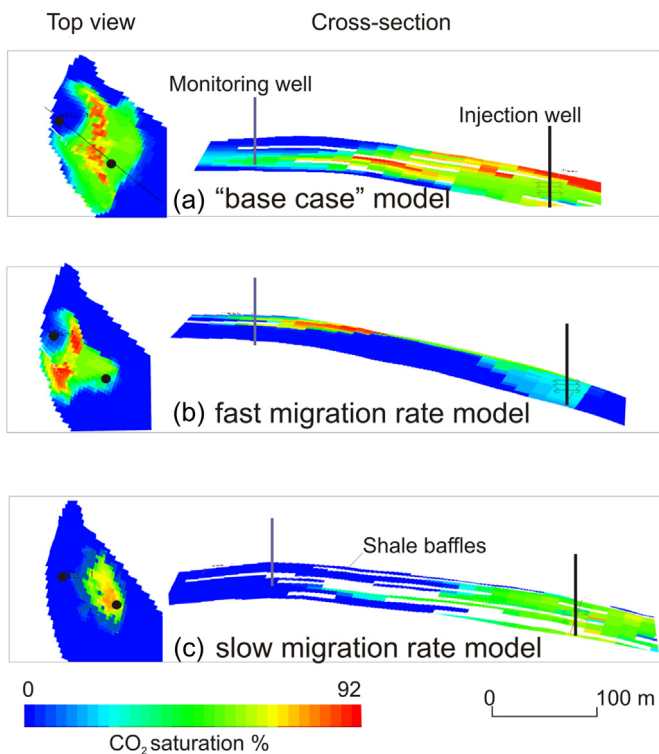 Top view
Cross-section
Monitoring well
Injection well
(a) “base case” model
(b) fast migration rate model
Shale baffles
(c) slow migration rate model
0
92
CO₂ saturation %
0
100 m